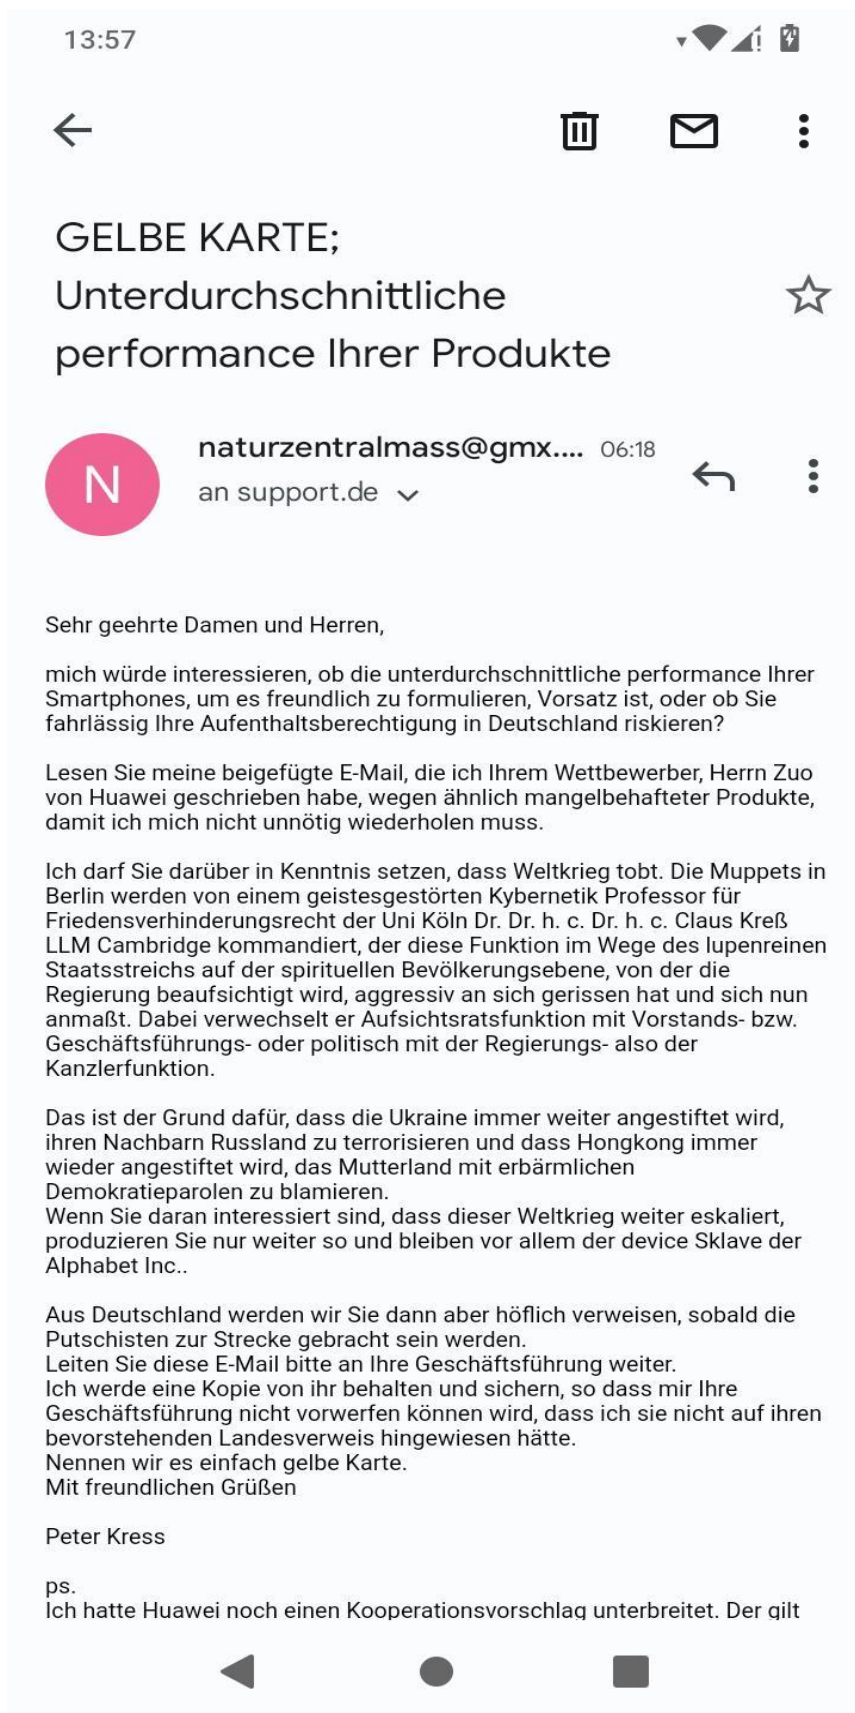 13:57
GELBE KARTE;
Unterdurchschnittliche
performance Ihrer Produkte
N
naturzentralmass@gmx.... 06:18
an support.de
Sehr geehrte Damen und Herren,
mich würde interessieren, ob die unterdurchschnittliche performance Ihrer
Smartphones, um es freundlich zu formulieren, Vorsatz ist, oder ob Sie
fahrlässig Ihre Aufenthaltsberechtigung in Deutschland riskieren?
Lesen Sie meine beigefügte E-Mail, die ich Ihrem Wettbewerber, Herrn Zuo
von Huawei geschrieben habe, wegen ähnlich mangelbehafteter Produkte,
damit ich mich nicht unnötig wiederholen muss.
Ich darf Sie darüber in Kenntnis setzen, dass Weltkrieg tobt. Die Muppets in
Berlin werden von einem geistesgestörten Kybernetik Professor für
Friedensverhinderungsrecht der Uni Köln Dr. Dr. h. c. Dr. h. c. Claus Kreß
LLM Cambridge kommandiert, der diese Funktion im Wege des lupenreinen
Staatsstreichs auf der spirituellen Bevölkerungsebene, von der die
Regierung beaufsichtigt wird, aggressiv an sich gerissen hat und sich nun
anmaßt. Dabei verwechselt er Aufsichtsratsfunktion mit Vorstands- bzw.
Geschäftsführungs- oder politisch mit der Regierungs- also der
Kanzlerfunktion.
Das ist der Grund dafür, dass die Ukraine immer weiter angestiftet wird,
ihren Nachbarn Russland zu terrorisieren und dass Hongkong immer
wieder angestiftet wird, das Mutterland mit erbärmlichen
Demokratieparolen zu blamieren.
Wenn Sie daran interessiert sind, dass dieser Weltkrieg weiter eskaliert,
produzieren Sie nur weiter so und bleiben vor allem der device Sklave der
Alphabet Inc..
Aus Deutschland werden wir Sie dann aber höflich verweisen, sobald die
Putschisten zur Strecke gebracht sein werden.
Leiten Sie diese E-Mail bitte an Ihre Geschäftsführung weiter.
Ich werde eine Kopie von ihr behalten und sichern, so dass mir Ihre
Geschäftsführung nicht vorwerfen können wird, dass ich sie nicht auf ihren
bevorstehenden Landesverweis hingewiesen hätte.
Nennen wir es einfach gelbe Karte.
Mit freundlichen Grüßen
Peter Kress
ps.
Ich hatte Huawei noch einen Kooperationsvorschlag unterbreitet. Der gilt